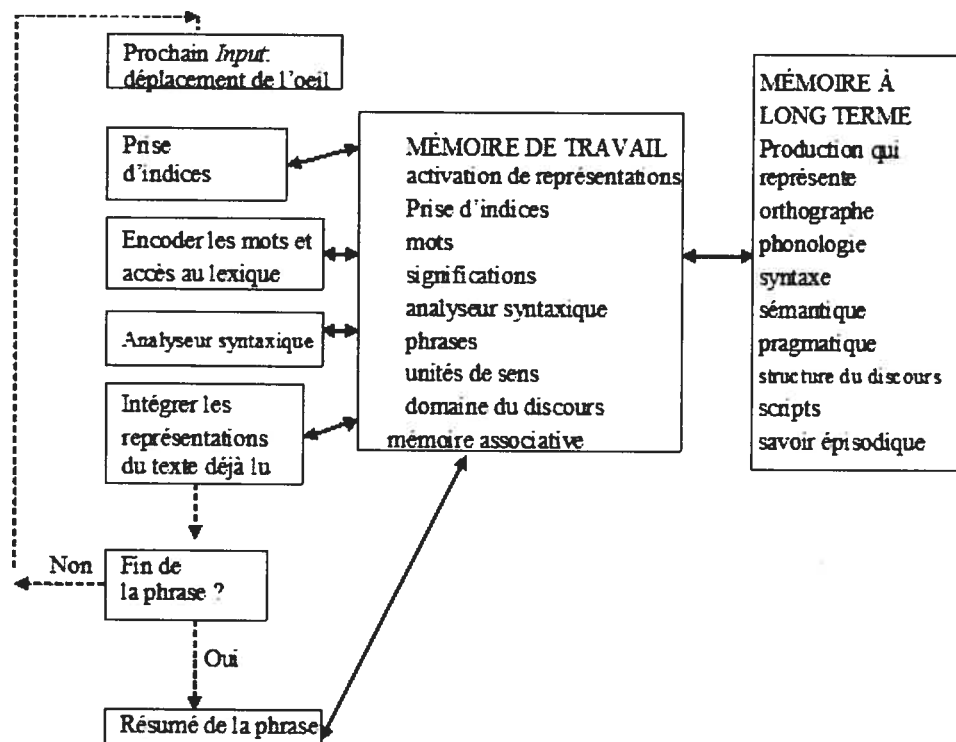 Prochain Input:
déplacement de l'oeil
Prise
d'indices
Encoder les mots et
accès au lexique
Analyseur syntaxique
Intégrer les
représentations
du texte déjà lu
Non
Fin de
la phrase ?
Oui
Résumé de la phrase
MÉMOIRE DE TRAVAIL
activation de représentations
Prise d'indices
mots
significations
analyseur syntaxique
phrases
unités de sens
domaine du discours
mémoire associative
MÉMOIRE À
LONG TERME
Production qui
représente
orthographe
phonologie
syntaxe
sémantique
pragmatique
structure du discours
scripts
savoir épisodique